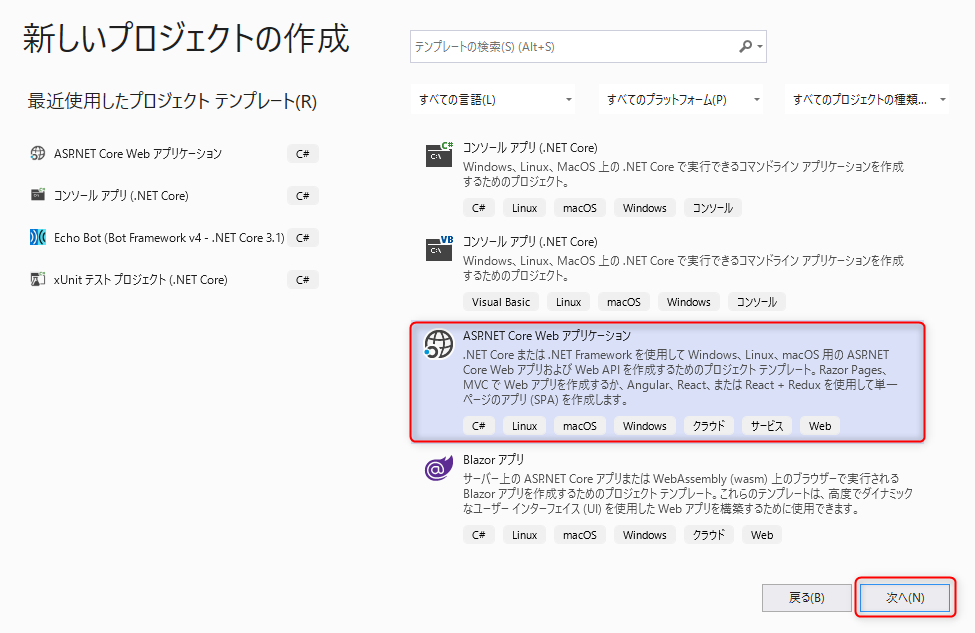 新しいプロジェクトの作成
最近使用したプロジェクト テンプレート(R)
ASP.NET Core Web アプリケーション
C#
コンソール アプリ (.NET Core)
C#
Echo Bot (Bot Framework v4 - .NET Core 3.1)
C#
xUnit テスト プロジェクト (.NET Core)
C#
テンプレートの検索(S) (Alt+S)
すべての言語(L)
すべてのプラットフォーム(P)
すべてのプロジェクトの種類...
C#
C:\
コンソール アプリ (.NET Core)
Windows、Linux、MacOS 上の .NET Core で実行できるコマンドライン アプリケーションを作成
するためのプロジェクト。
C# Linux macOS Windows コンソール
VB
C:\
コンソール アプリ (.NET Core)
Windows、Linux、MacOS 上の .NET Core で実行できるコマンドライン アプリケーションを作成
するためのプロジェクト。
Visual Basic Linux macOS Windows コンソール
ASP.NET Core Web アプリケーション
.NET Core または .NET Framework を使用して Windows、Linux、macOS 用の ASP.NET
Core Web アプリおよび Web API を作成するためのプロジェクト テンプレート。Razor Pages、
MVC で Web アプリを作成するか、Angular、React、または React + Redux を使用して単一
ページのアプリ (SPA) を作成します。
C# Linux macOS Windows クラウド サービス Web
Blazor アプリ
サーバー上の ASP.NET Core アプリまたは WebAssembly (wasm) 上のブラウザーで実行される
Blazor アプリを作成するためのプロジェクト テンプレート。これらのテンプレートは、高度でダイナミック
なユーザー インターフェイス (UI) を使用した Web アプリを構築するために使用できます。
C# Linux macOS Windows クラウド Web
戻る(B)
次へ(N)